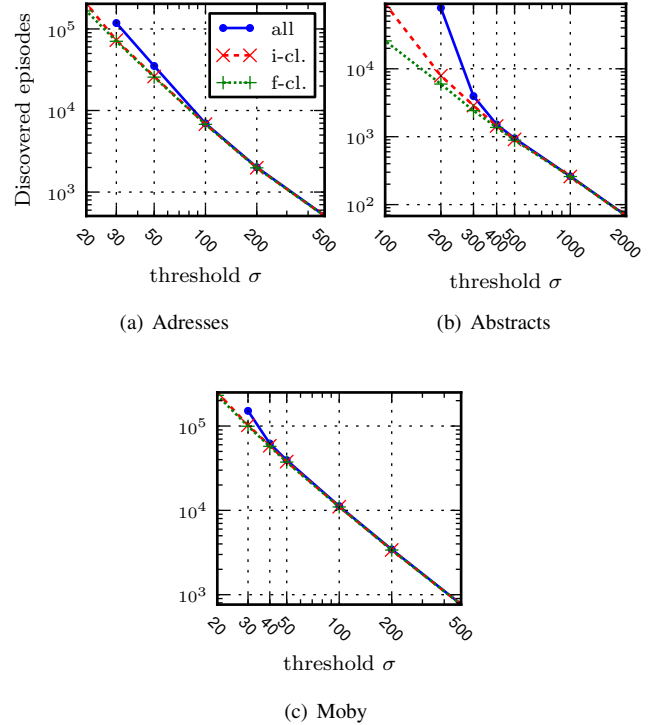 all
i-cl.
f-cl.
Discovered episodes
10^5
10^4
10^3
20 30 50 100 200 500
threshold σ
(a) Adresses
10^4
10^3
10^2
100 200 300 400 500 1000 2000
threshold σ
(b) Abstracts
10^5
10^4
10^3
20 30 40 50 100 200 500
threshold σ
(c) Moby